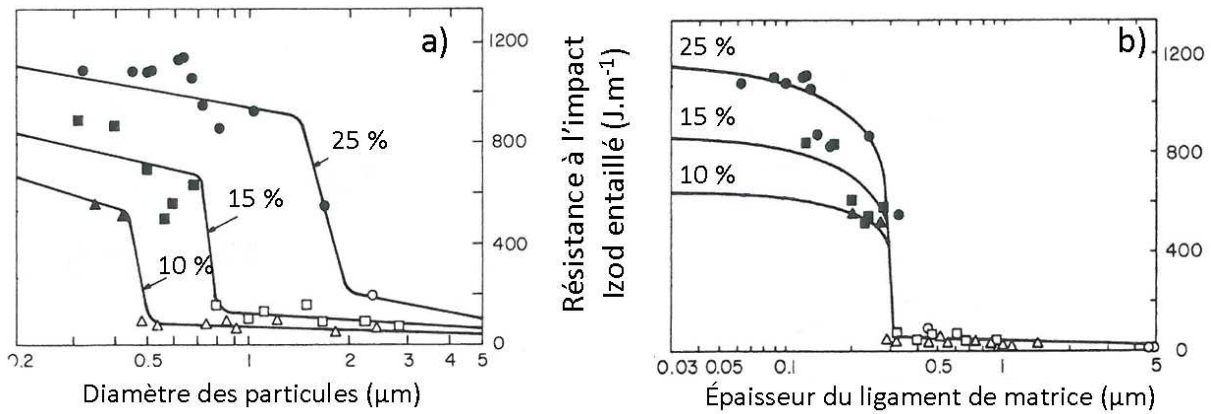 a)
1200
800
400
0
25 %
15 %
10 %
0.2 0.5 1 2 5
Diamètre des particules (µm)
Résistance à l’impact
Izod entaillé (J.m⁻¹)
b)
25 %
15 %
10 %
1200
800
400
0
0.03 0.05 0.1 0.5 1 5
Épaisseur du ligament de matrice (µm)